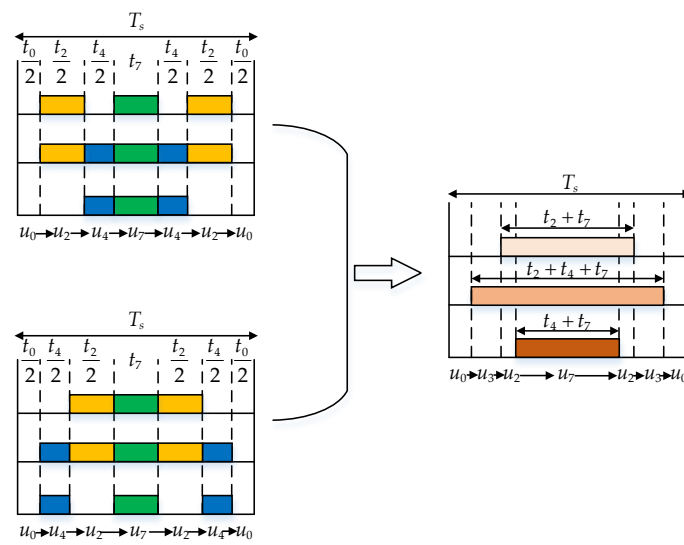 T_s
t_0/2 t_2/2 t_4/2 t_7 t_4/2 t_2/2 t_0/2
u_0→u_2→u_4→u_7→u_4→u_2→u_0
T_s
t_0/2 t_4/2 t_2/2 t_7 t_2/2 t_4/2 t_0/2
u_0→u_4→u_2→u_7→u_2→u_4→u_0
T_s
t_2 + t_7
t_2 + t_4 + t_7
t_4 + t_7
u_0→u_3→u_2→u_7→u_2→u_3→u_0